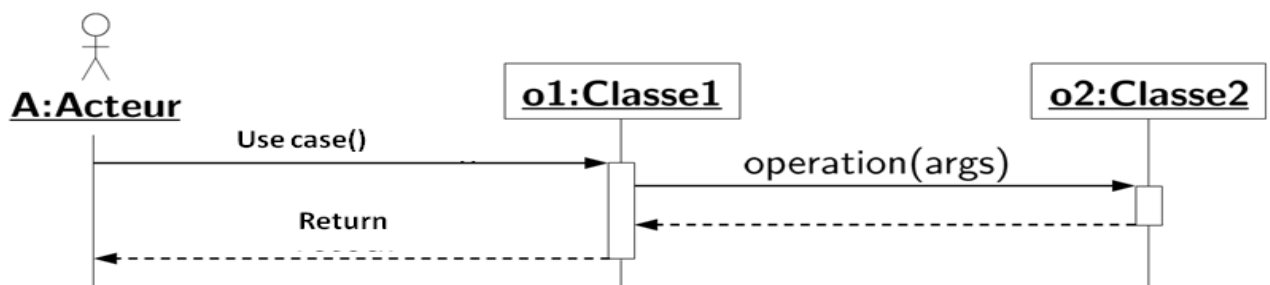 A:Acteur
o1:Classe1
o2:Classe2
Use case()
operation(args)
Return